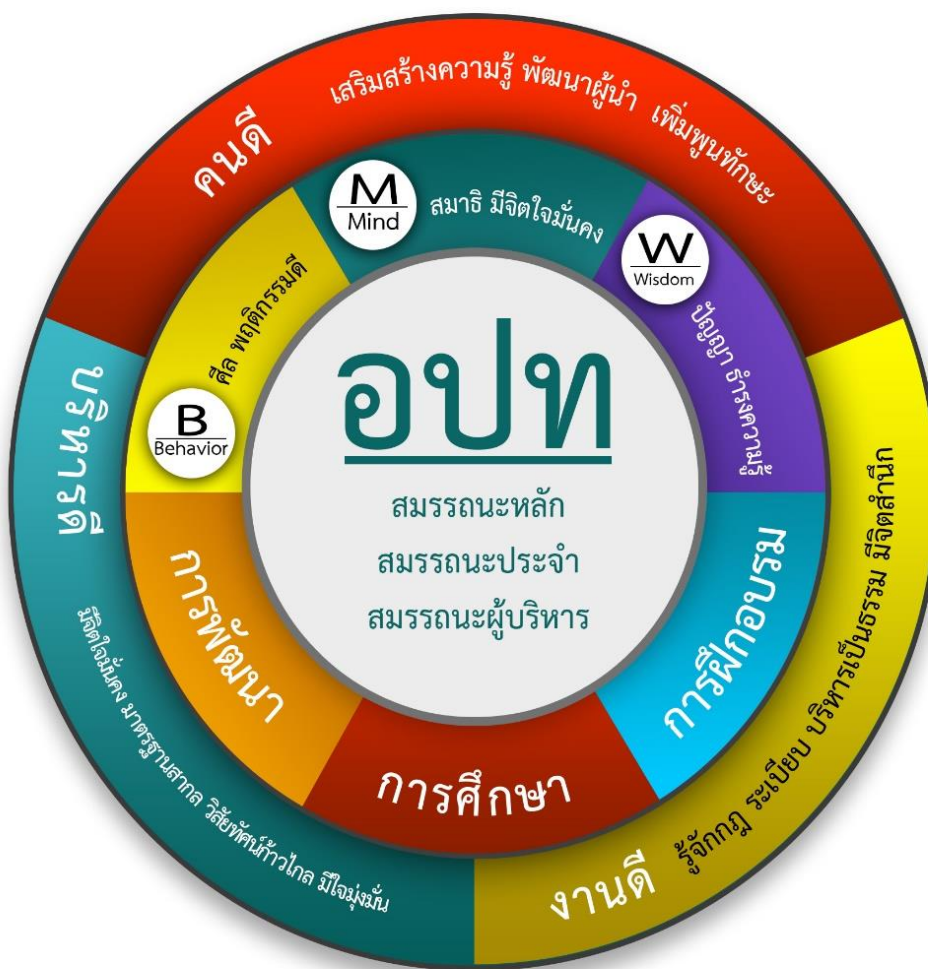 คนดี
เสริมสร้างความรู้ พัฒนาผู้นำ เพิ่มพูนทักษะ
M
Mind
สมาธิ มีจิตใจมั่นคง
W
Wisdom
ปัญญา ธำรงความรู้
B
Behavior
ศีล พฤติกรรมดี
อปท
สมรรถนะหลัก
สมรรถนะประจำ
สมรรถนะผู้บริหาร
การฝึกอบรม
การศึกษา
การพัฒนา
งานดี
รู้จักกฎ ระเบียบ บริหารเป็นธรรม มีจิตสำนึก
บริหารดี
มีจิตใจมั่นคง มาตรฐานสากล วิสัยทัศน์ก้าวไกล มีใจมุ่งมั่น